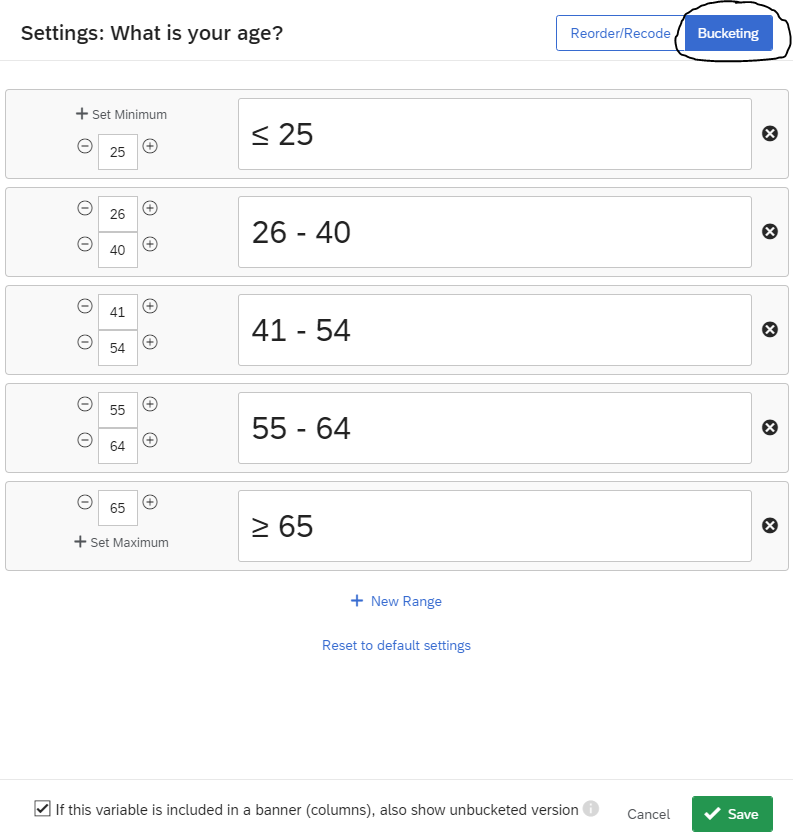 Settings: What is your age?
Reorder/Recode
Bucketing
Set Minimum
25
≤ 25
26
40
26 - 40
41
54
41 - 54
55
64
55 - 64
65
Set Maximum
≥ 65
+ New Range
Reset to default settings
If this variable is included in a banner (columns), also show unbucketed version
Cancel
Save